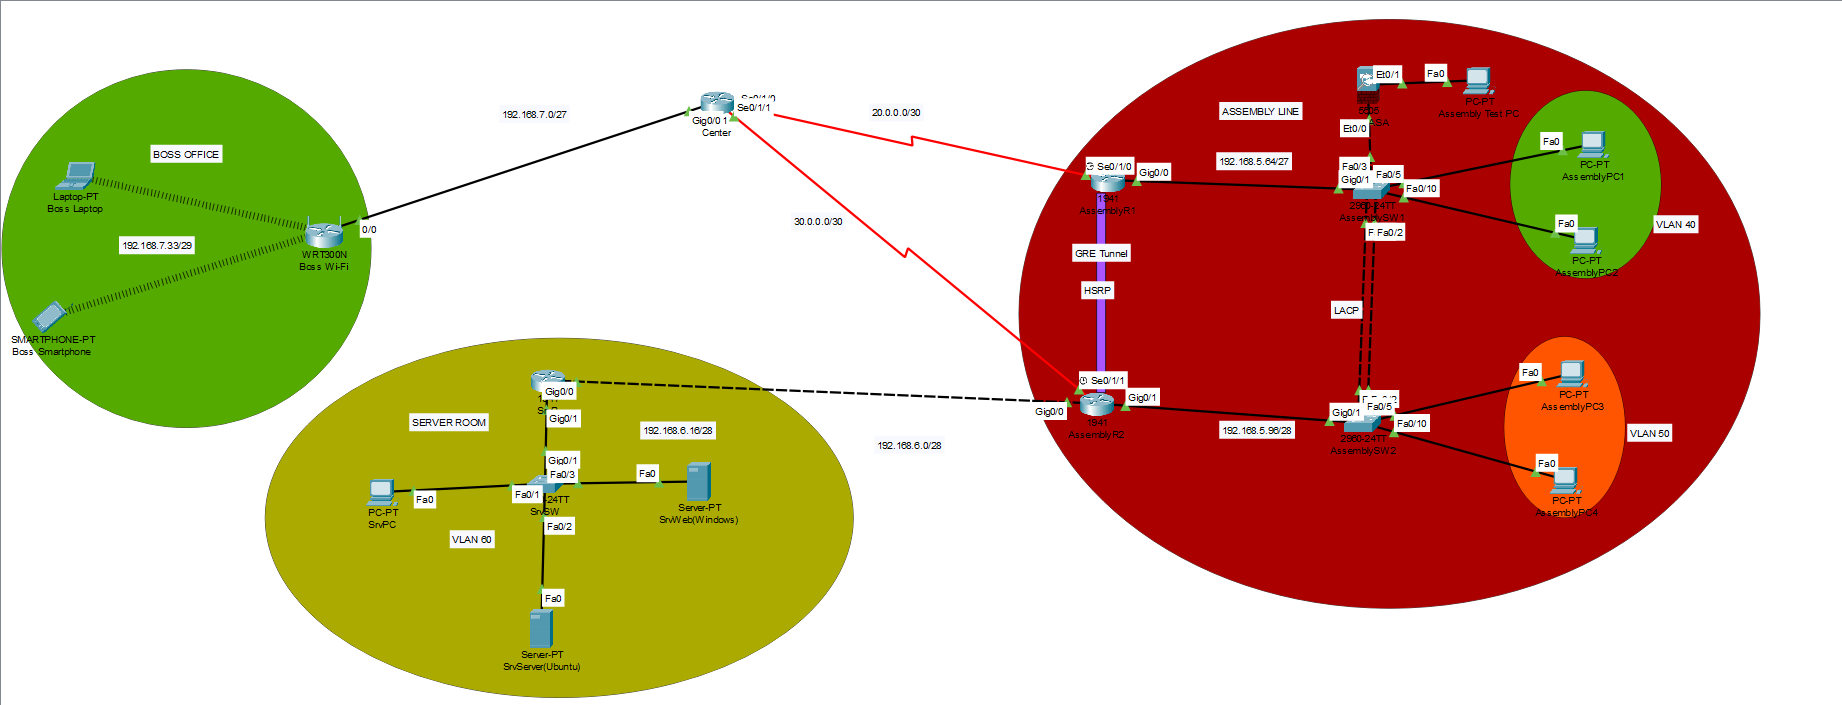 BOSS OFFICE
Laptop-PT
Boss Laptop
192.168.7.33/29
0/0
WRT300N
Boss Wi-Fi
SMARTPHONE-PT
Boss Smartphone
192.168.7.0/27
Se0/1/1
Gig0/0
Center
20.0.0.0/30
30.0.0.0/30
SERVER ROOM
Gig0/0
Gig0/1
192.168.6.16/28
Gig0/1
Fa0/3
Fa0
Fa0/1
Fa0
PC-PT
SrvPC
-24TT
SrvSW
Server-PT
SrvWeb(Windows)
Fa0/2
VLAN 60
Fa0
Server-PT
SrvServer(Ubuntu)
192.168.6.0/28
ASSEMBLY LINE
Et0/1
Fa0
PC-PT
Assembly Test PC
Et0/0
192.168.5.64/27
Se0/1/0
Gig0/0
1941
AssemblyR1
Fa0/3
Gig0/1
Fa0/5
Fa0/10
2960-24TT
AssemblySW1
Fa0/2
Fa0
PC-PT
AssemblyPC1
Fa0
PC-PT
AssemblyPC2
VLAN 40
GRE Tunnel
HSRP
LACP
Se0/1/1
Gig0/1
Gig0/0
1941
AssemblyR2
192.168.5.96/28
Gig0/1
Fa0/5
Fa0/10
2960-24TT
AssemblySW2
Fa0
PC-PT
AssemblyPC3
VLAN 50
Fa0
PC-PT
AssemblyPC4